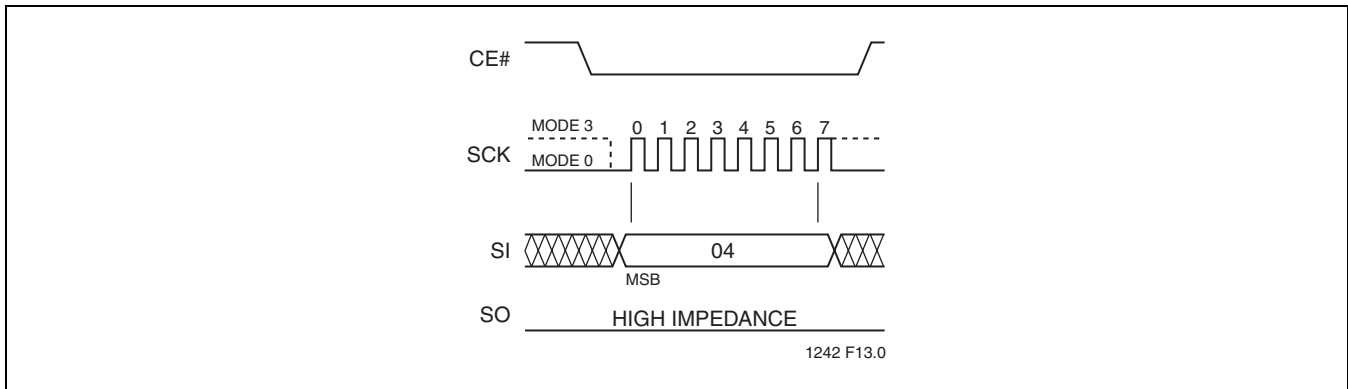 CE#
MODE 3
0 1 2 3 4 5 6 7
SCK
MODE 0
SI
04
MSB
SO
HIGH IMPEDANCE
1242 F13.0